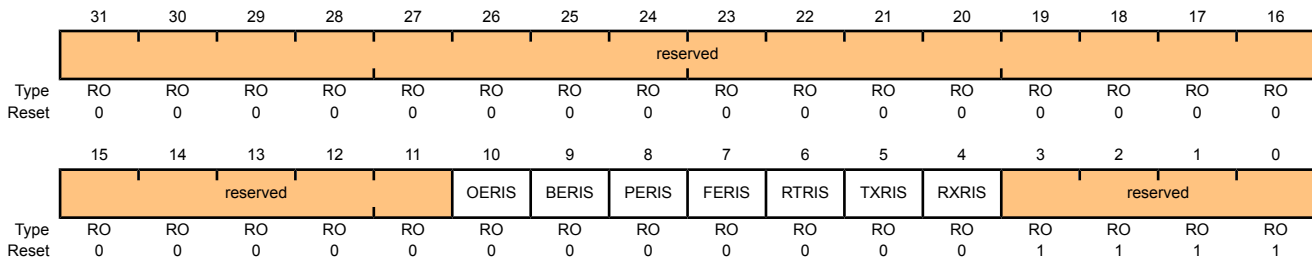 31 30 29 28 27 26 25 24 23 22 21 20 19 18 17 16
reserved
Type RO RO RO RO RO RO RO RO RO RO RO RO RO RO RO RO
Reset 0 0 0 0 0 0 0 0 0 0 0 0 0 0 0 0
15 14 13 12 11 10 9 8 7 6 5 4 3 2 1 0
reserved OERIS BERIS PERIS FERIS RTRIS TXRIS RXRIS reserved
Type RO RO RO RO RO RO RO RO RO RO RO RO RO RO RO RO
Reset 0 0 0 0 0 0 0 0 0 0 0 0 1 1 1 1